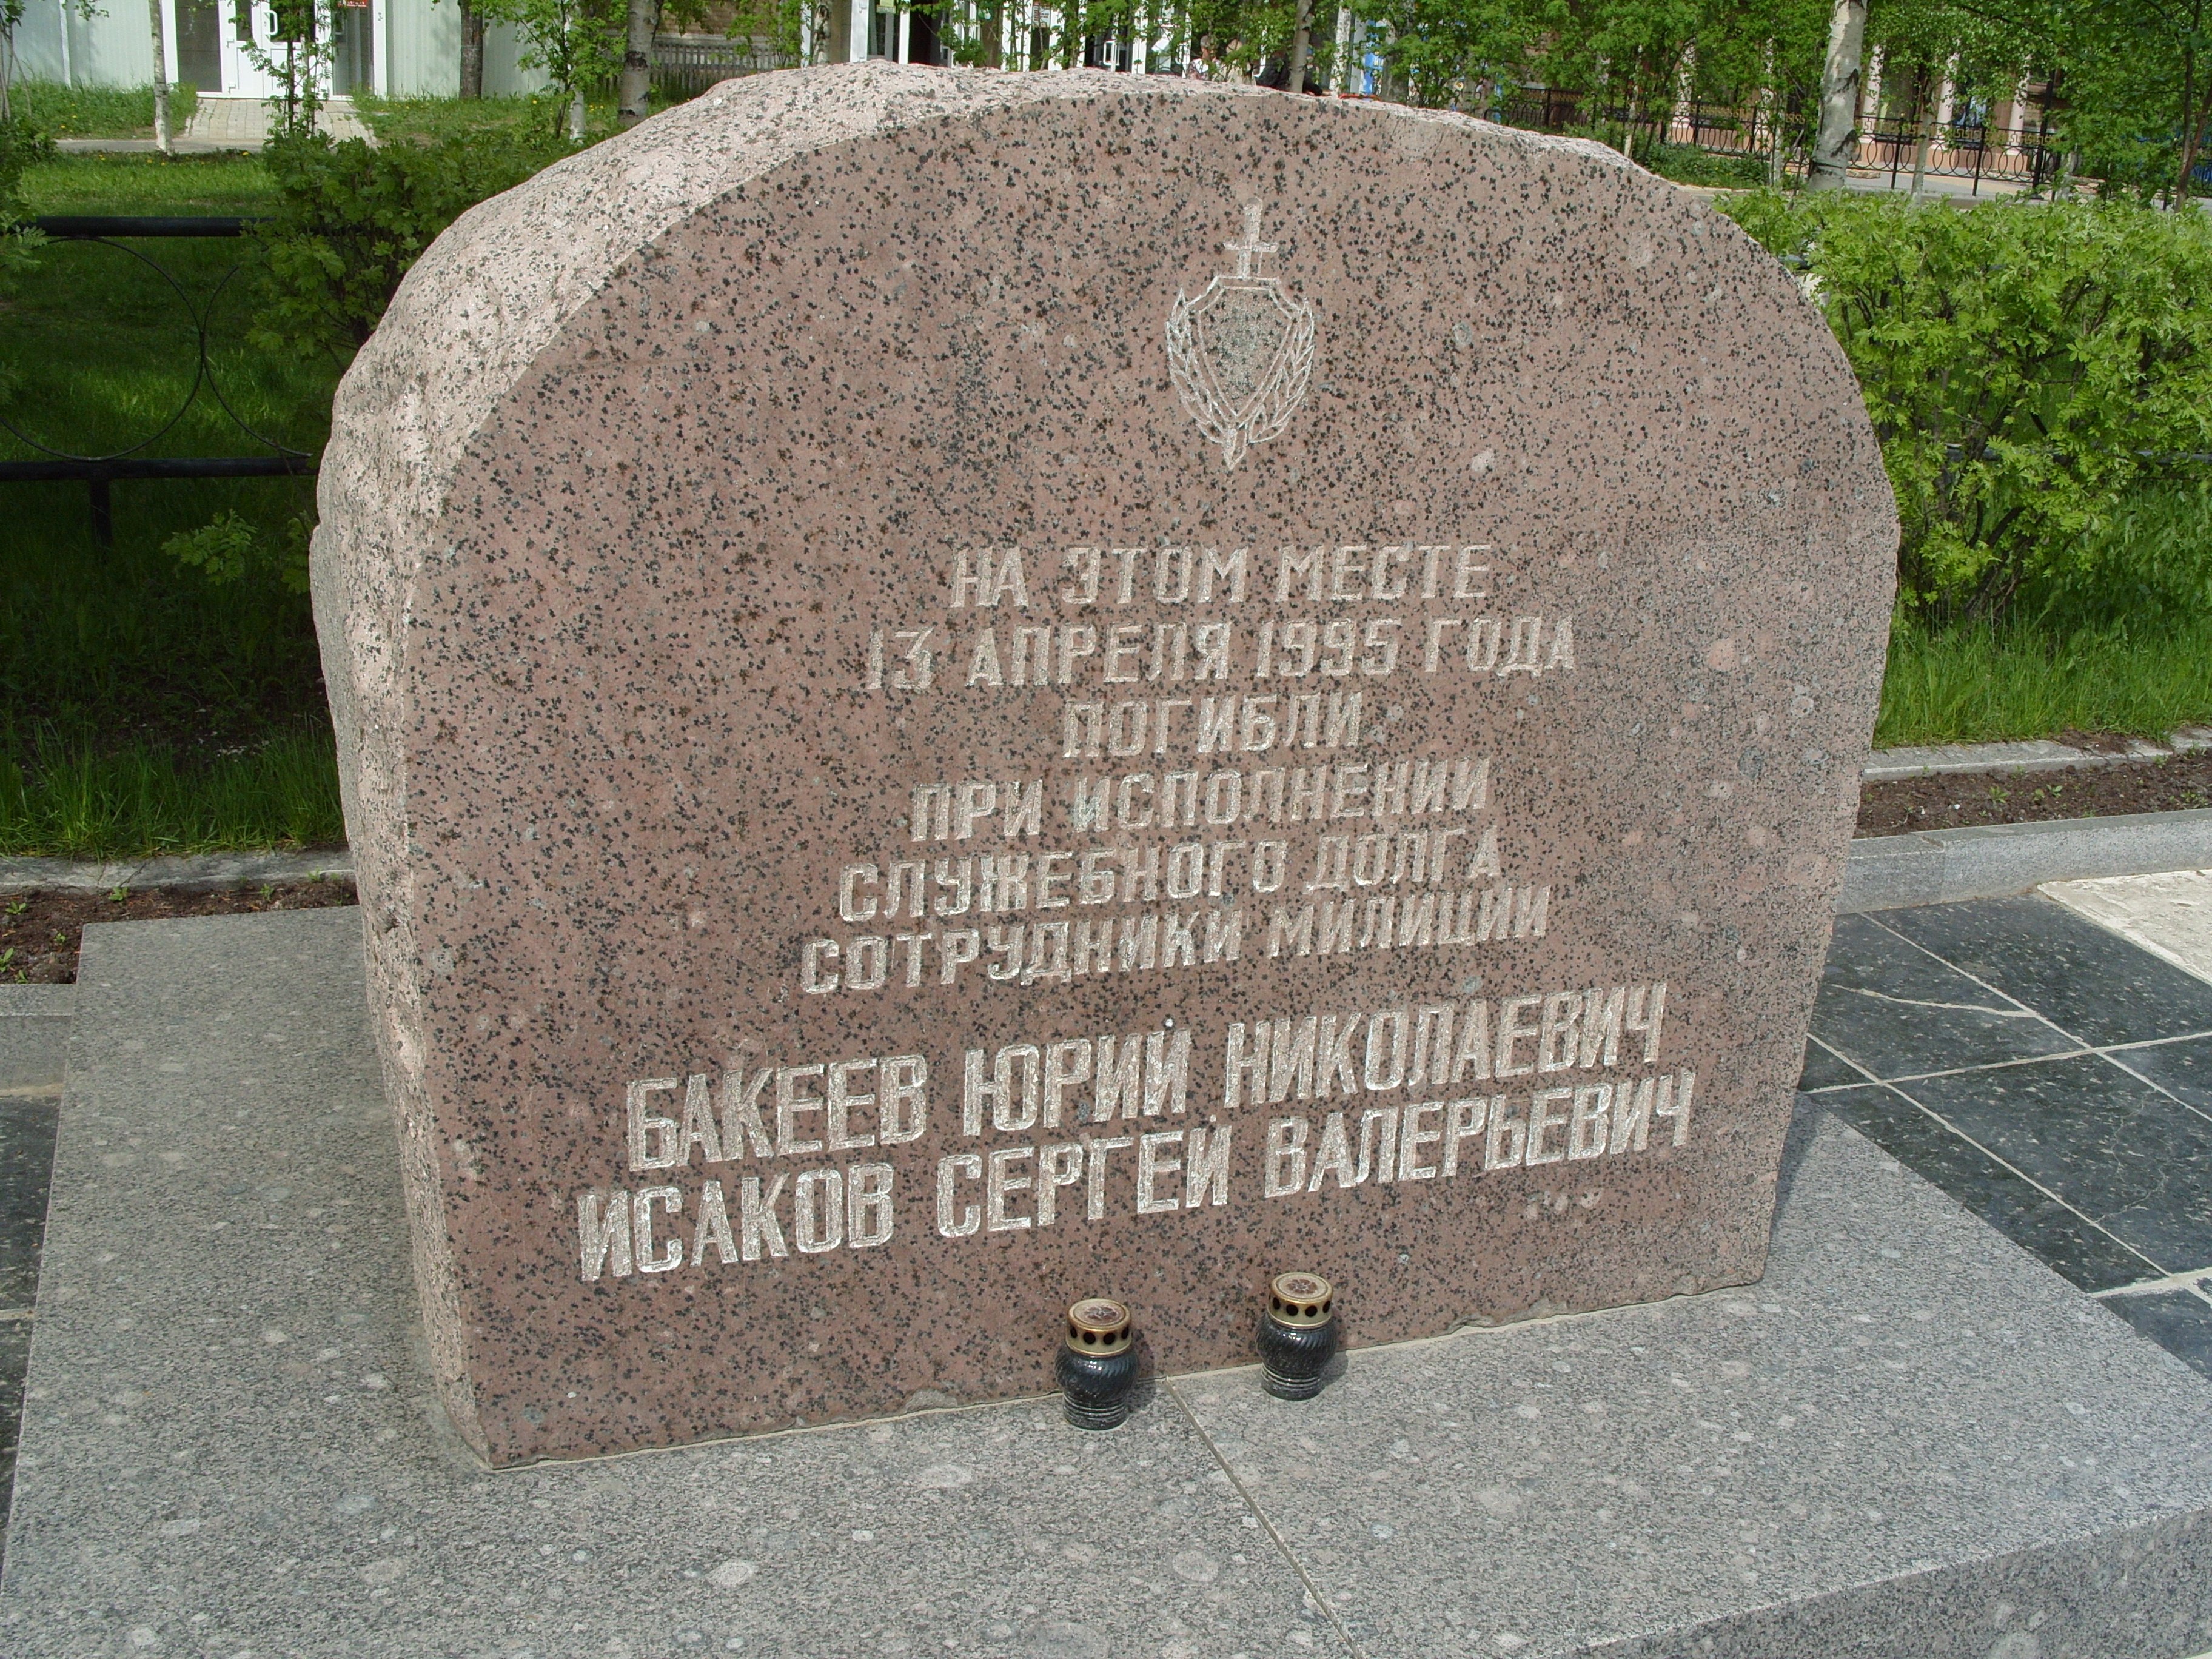 НА ЭТОМ МЕСТЕ
13 АПРЕЛЯ 1995 ГОДА
ПОГИБЛИ
ПРИ ИСПОЛНЕНИИ
СЛУЖЕБНОГО ДОЛГА
СОТРУДНИКИ МИЛИЦИИ
БАКЕЕВ ЮРИЙ НИКОЛАЕВИЧ
ИСАКОВ СЕРГЕЙ ВАЛЕРЬЕВИЧ